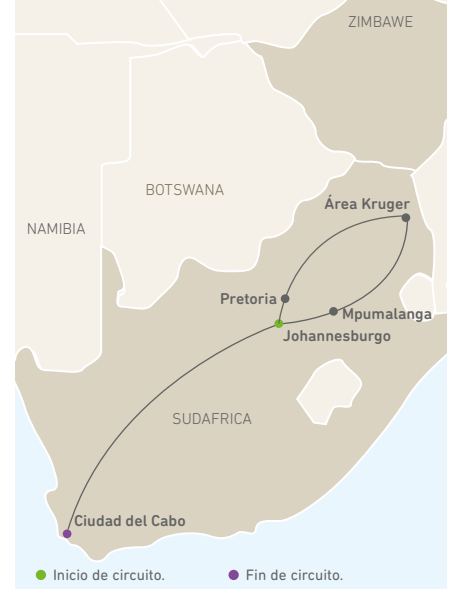 ZIMBAWE
BOTSWANA
Área Kruger
NAMIBIA
Pretoria
Mpumalanga
Johannesburgo
SUDAFRICA
Ciudad del Cabo
Inicio de circuito.
Fin de circuito.